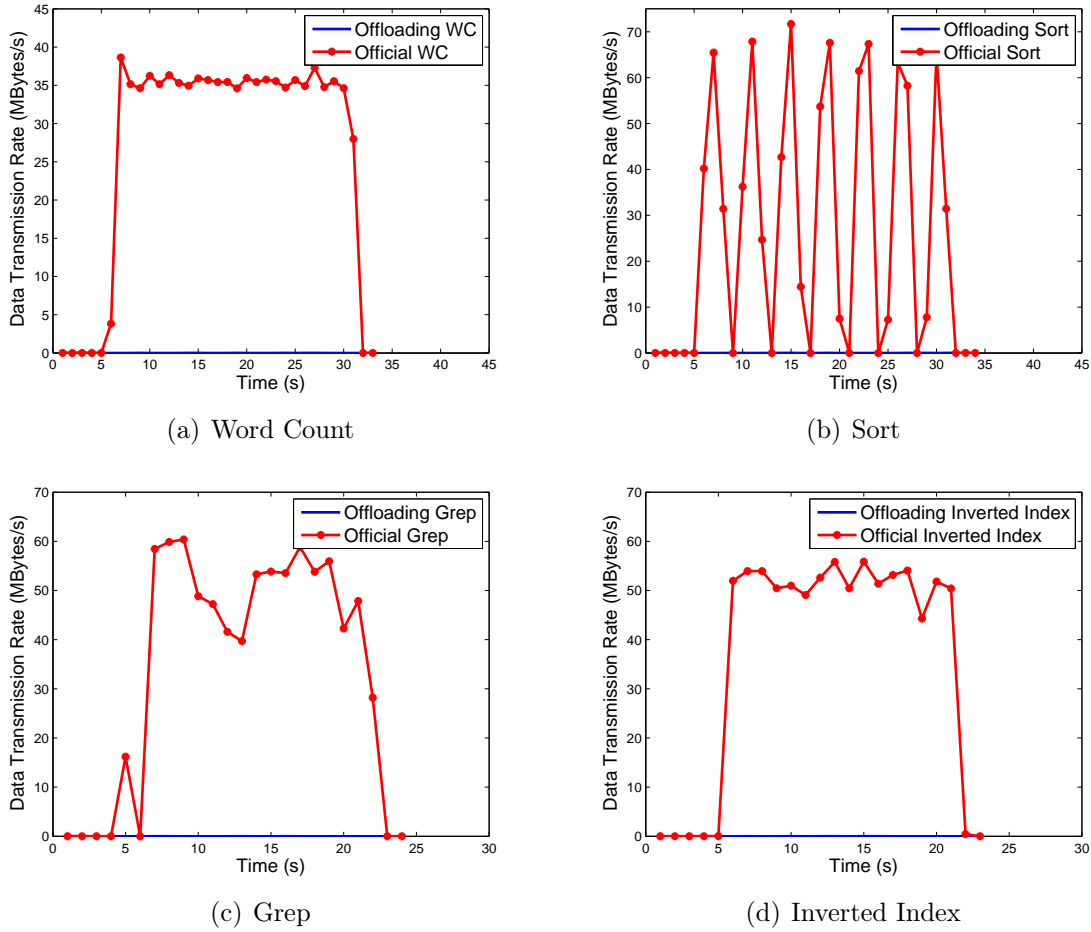 Offloading WC
Official WC
Data Transmission Rate (MBytes/s)
45
40
35
30
25
20
15
10
5
0
0 5 10 15 20 25 30 35 40 45
Time (s)
(a) Word Count
Offloading Sort
Official Sort
Data Transmission Rate (MBytes/s)
70
60
50
40
30
20
10
0
0 5 10 15 20 25 30 35 40 45
Time (s)
(b) Sort
Offloading Grep
Official Grep
Data Transmission Rate (MBytes/s)
70
60
50
40
30
20
10
0
0 5 10 15 20 25 30
Time (s)
(c) Grep
Offloading Inverted Index
Official Inverted Index
Data Transmission Rate (MBytes/s)
70
60
50
40
30
20
10
0
0 5 10 15 20 25 30
Time (s)
(d) Inverted Index